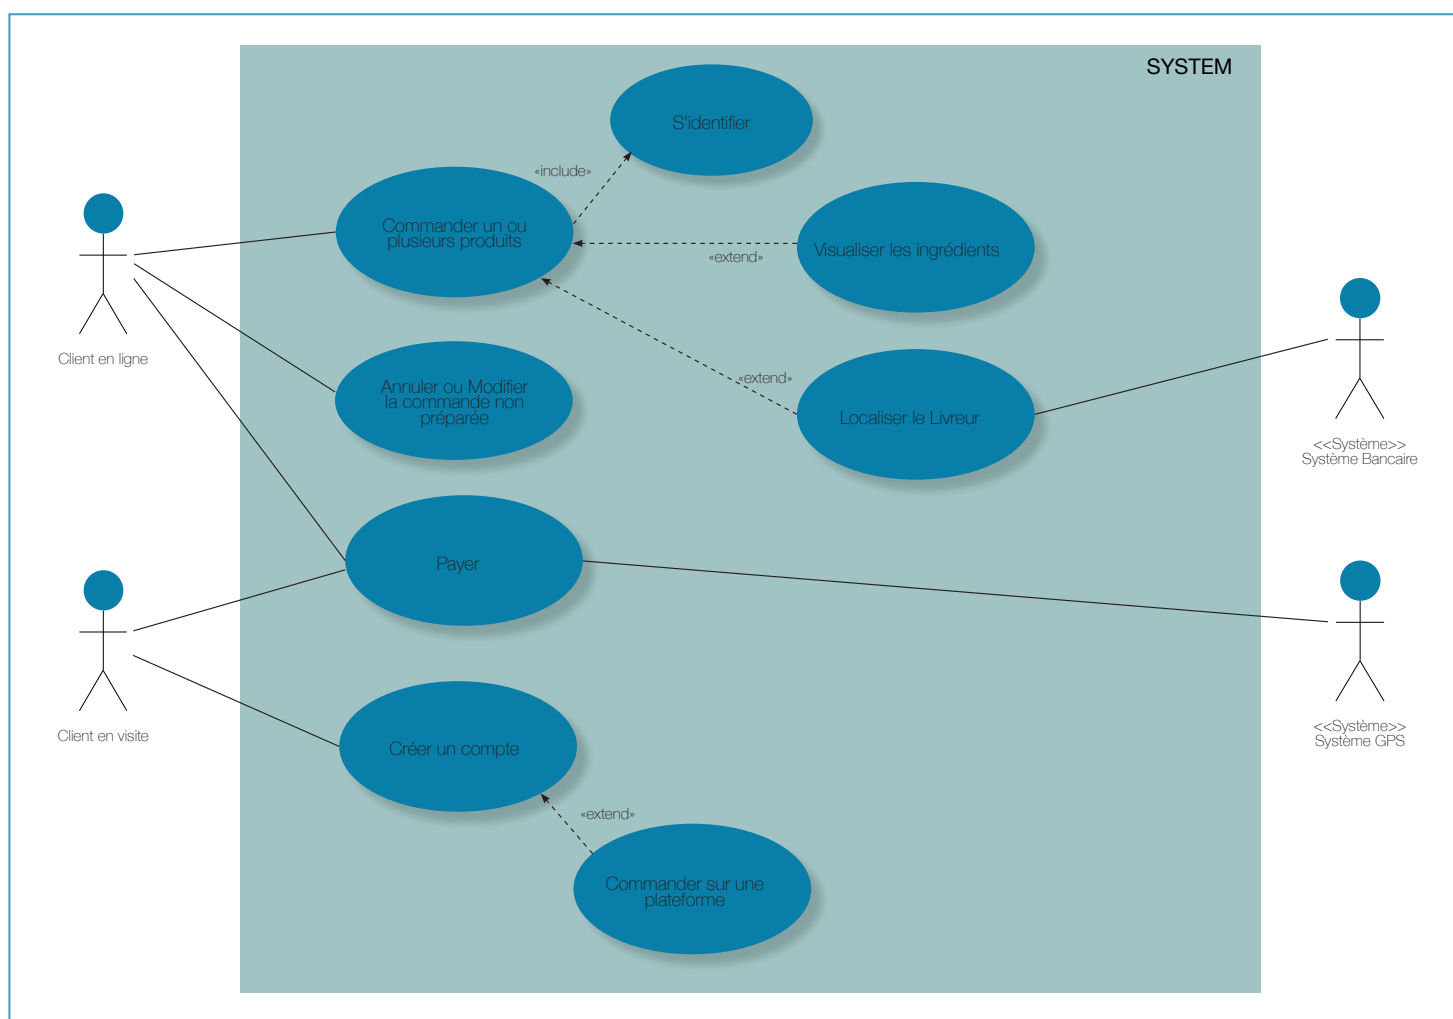 SYSTEM
S'identifier
«include»
Commander un ou
plusieurs produits
Visualiser les ingrédients
«extend»
Client en ligne
Annuler ou Modifier
la commande non
préparée
«extend»
Localiser le Livreur
<<Système>>
Système Bancaire
Payer
Client en visite
<<Système>>
Système GPS
Créer un compte
«extend»
Commander sur une
plateforme